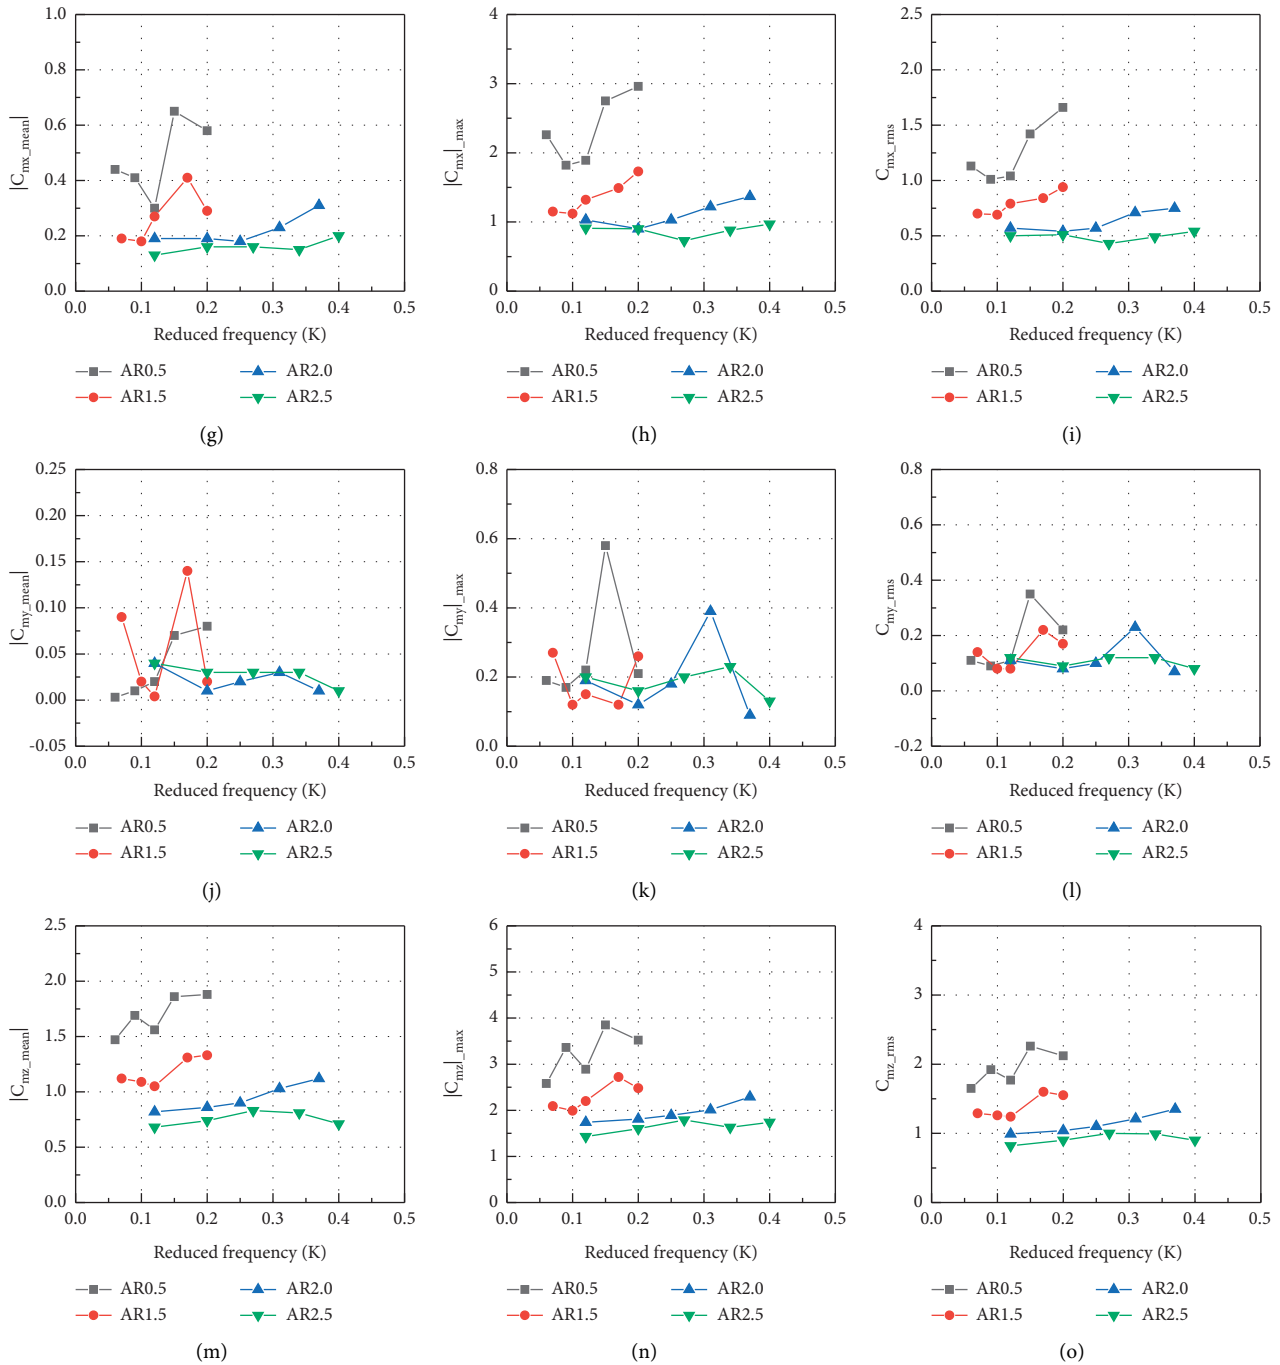 1.0
0.8
0.6
0.4
0.2
0.0
|C_mx_mean|
0.0 0.1 0.2 0.3 0.4 0.5
Reduced frequency (K)
AR0.5 AR2.0
AR1.5 AR2.5
(g)
4
3
2
1
0
|C_mx|_max
0.0 0.1 0.2 0.3 0.4 0.5
Reduced frequency (K)
AR0.5 AR2.0
AR1.5 AR2.5
(h)
2.5
2.0
1.5
1.0
0.5
0.0
C_mx_rms
0.0 0.1 0.2 0.3 0.4 0.5
Reduced frequency (K)
AR0.5 AR2.0
AR1.5 AR2.5
(i)
0.25
0.20
0.15
0.10
0.05
0.00
-0.05
|C_my_mean|
0.0 0.1 0.2 0.3 0.4 0.5
Reduced frequency (K)
AR0.5 AR2.0
AR1.5 AR2.5
(j)
0.8
0.6
0.4
0.2
0.0
|C_my|_max
0.0 0.1 0.2 0.3 0.4 0.5
Reduced frequency (K)
AR0.5 AR2.0
AR1.5 AR2.5
(k)
0.8
0.6
0.4
0.2
0.0
-0.2
C_my_rms
0.0 0.1 0.2 0.3 0.4 0.5
Reduced frequency (K)
AR0.5 AR2.0
AR1.5 AR2.5
(l)
2.5
2.0
1.5
1.0
0.5
0.0
|C_mz_mean|
0.0 0.1 0.2 0.3 0.4 0.5
Reduced frequency (K)
AR0.5 AR2.0
AR1.5 AR2.5
(m)
6
5
4
3
2
1
0
|C_mz|_max
0.0 0.1 0.2 0.3 0.4 0.5
Reduced frequency (K)
AR0.5 AR2.0
AR1.5 AR2.5
(n)
4
3
2
1
0
C_mz_rms
0.0 0.1 0.2 0.3 0.4 0.5
Reduced frequency (K)
AR0.5 AR2.0
AR1.5 AR2.5
(o)